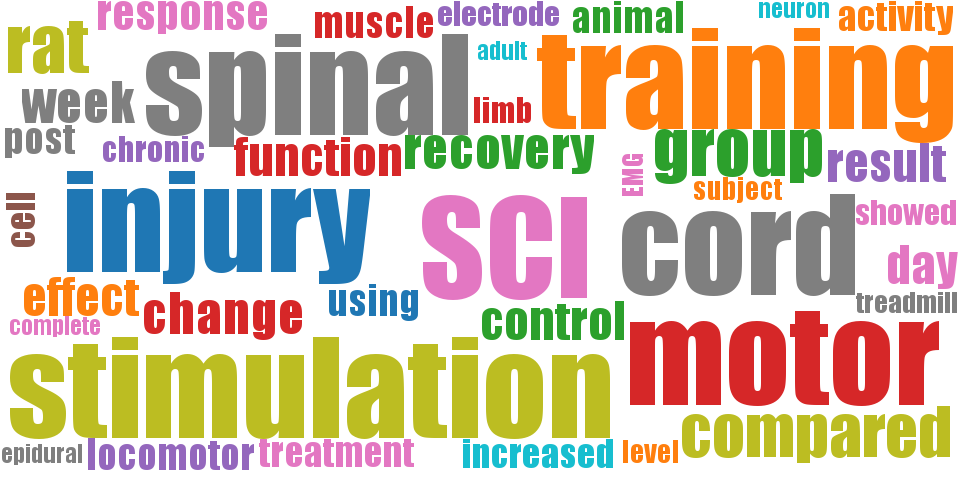 response
muscle
electrode
animal
neuron
activity
rat
spinal
adult
training
week
limb
post
chronic
function
recovery
group
result
EMG
subject
cell
injury
SCI
cord
showed
day
effect
change
using
control
treadmill
complete
stimulation
motor
compared
epidural
locomotor
treatment
increased
level